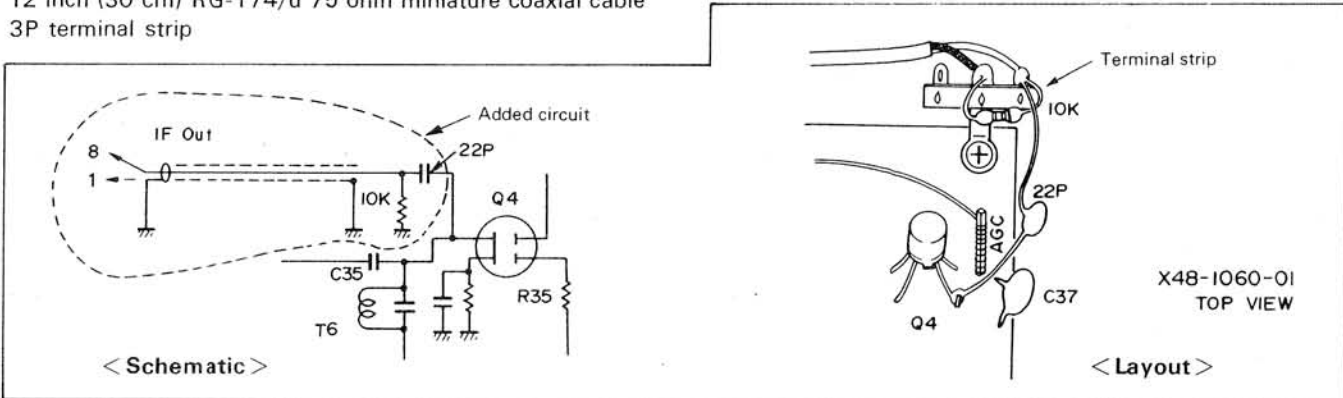 12 inch (30 cm) RG-174/u 75 ohm miniature coaxial cable
3P terminal strip
Added circuit
IF Out
8
1
22P
10K
Q4
C35
R35
T6
< Schematic >
Terminal strip
10K
22P
AGC
Q4
C37
X48-1060-01
TOP VIEW
< Layout >